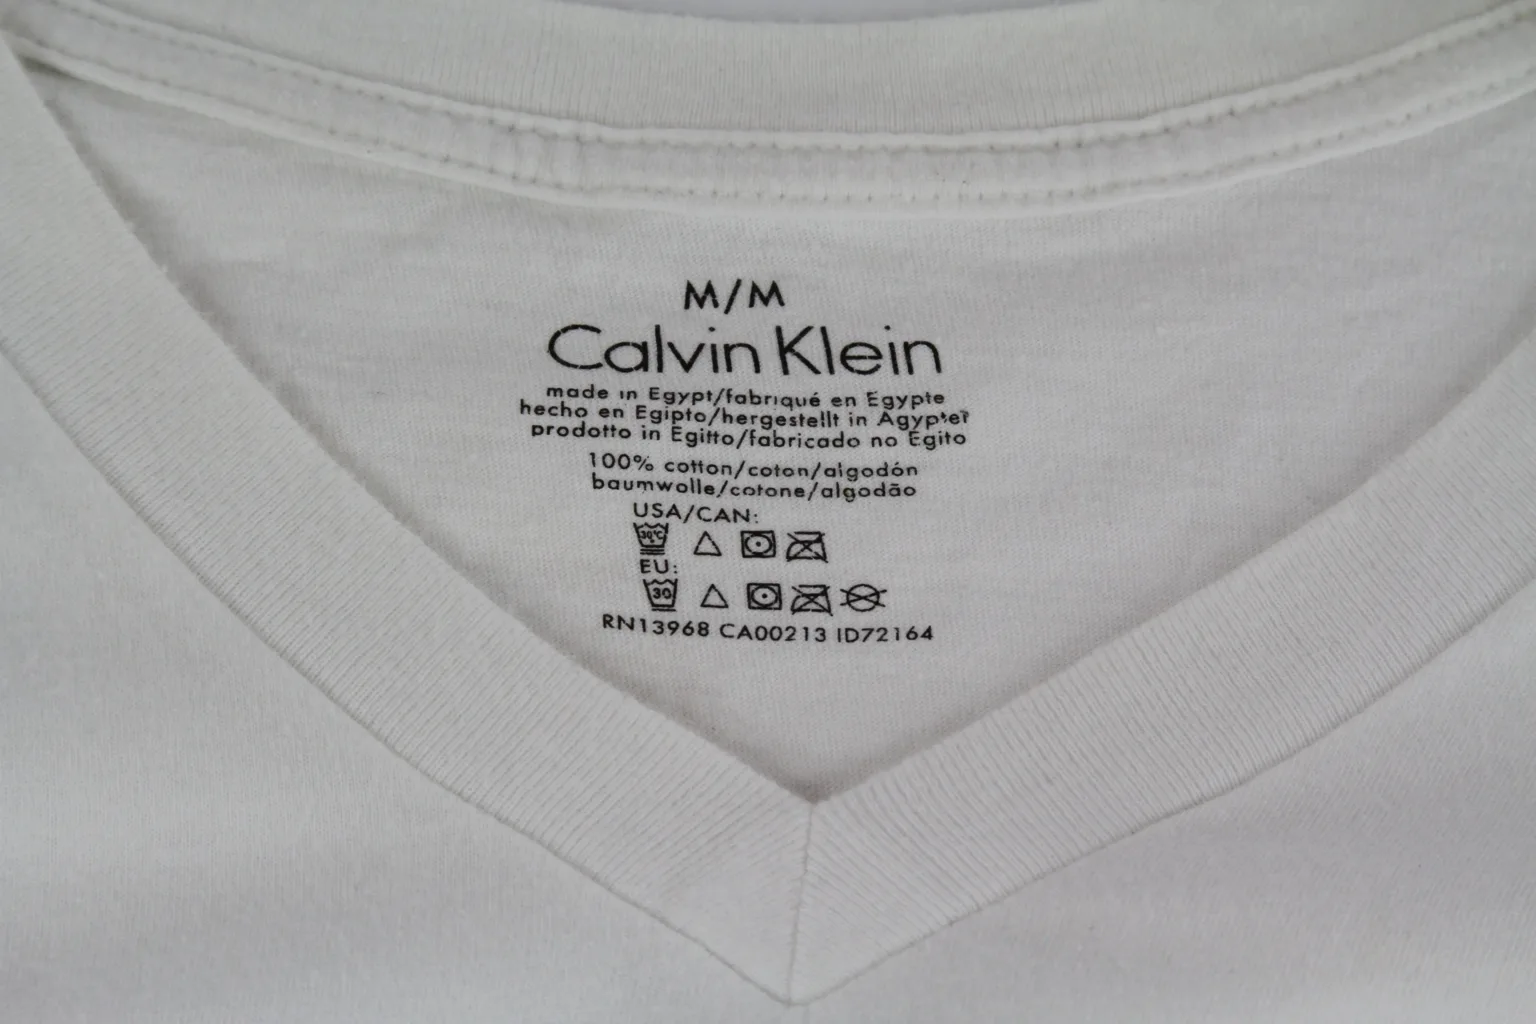 M/M
Calvin Klein
made in Egypt/fabriqué en Egypte
hecho en Egipto/hergestellt in
prodotto in Egitto/fabricado no Egito
100% cotton/coton/algodón
baumwolle/cotone/algodão
USA/CAN:
30°C
EU:
30
RN13968 CA00213 ID72164